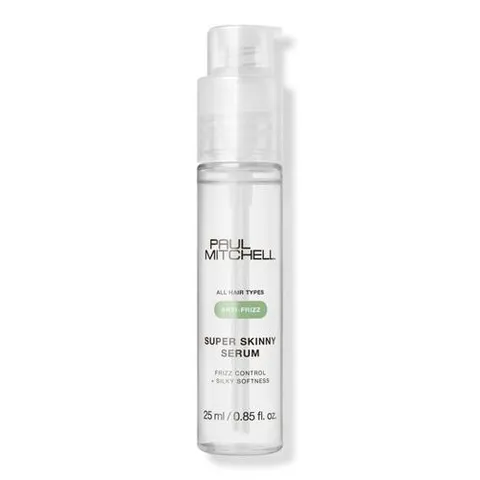 PAUL
MITCHELL
ALL HAIR TYPES
ANTI-FRIZZ
SUPER SKINNY
SERUM
FRIZZ CONTROL
+ SILKY SOFTNESS
25 ml / 0.85 fl. oz.